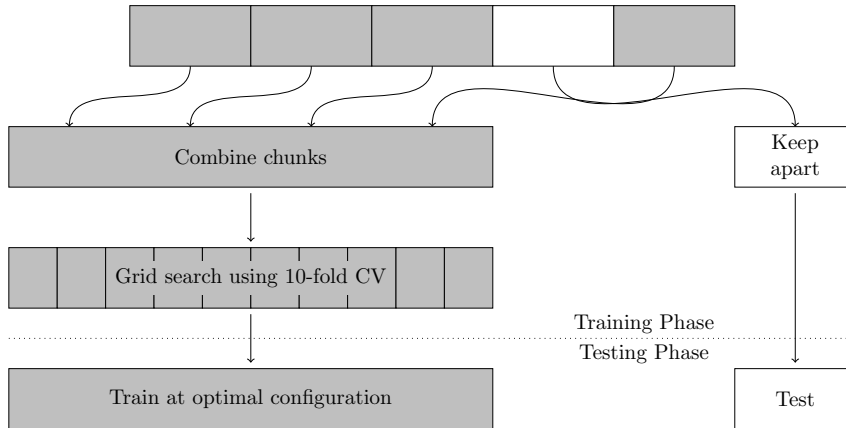 Combine chunks
Keep
apart
Grid search using 10-fold CV
Training Phase
Testing Phase
Train at optimal configuration
Test